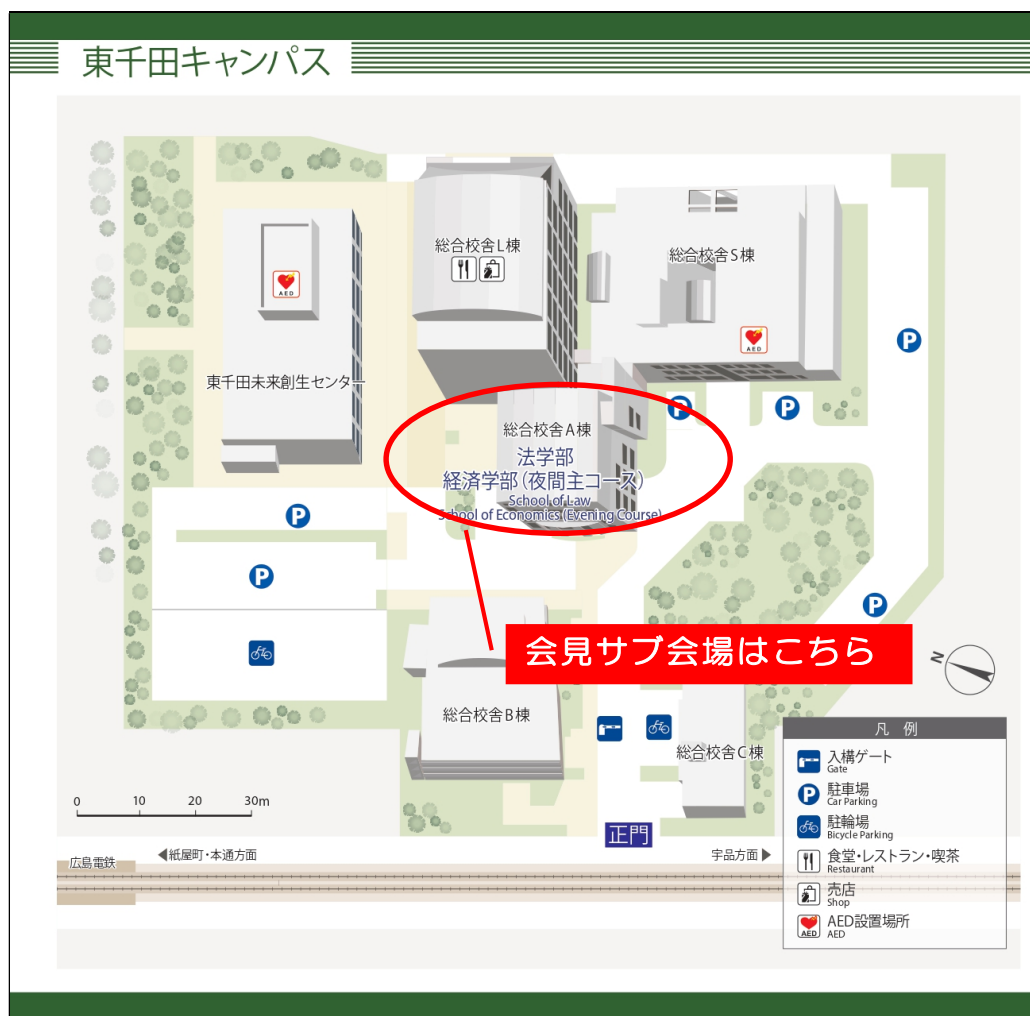 東千田キャンパス
総合校舎L棟
総合校舎S棟
AED
AED
東千田未来創生センター
P
P
P
総合校舎A棟
法学部
経済学部(夜間主コース)
School of Law
School of Economics (Evening Course)
P
P
P
会見サブ会場はこちら
N
総合校舎B棟
総合校舎C棟
0 10 20 30m
正門
広島電鉄
◀紙屋町・本通方面
宇品方面▶
凡例
入構ゲート
Gate
P
駐車場
Car Parking
駐輪場
Bicycle Parking
食堂・レストラン・喫茶
Restaurant
売店
Shop
AED
AED設置場所
AED